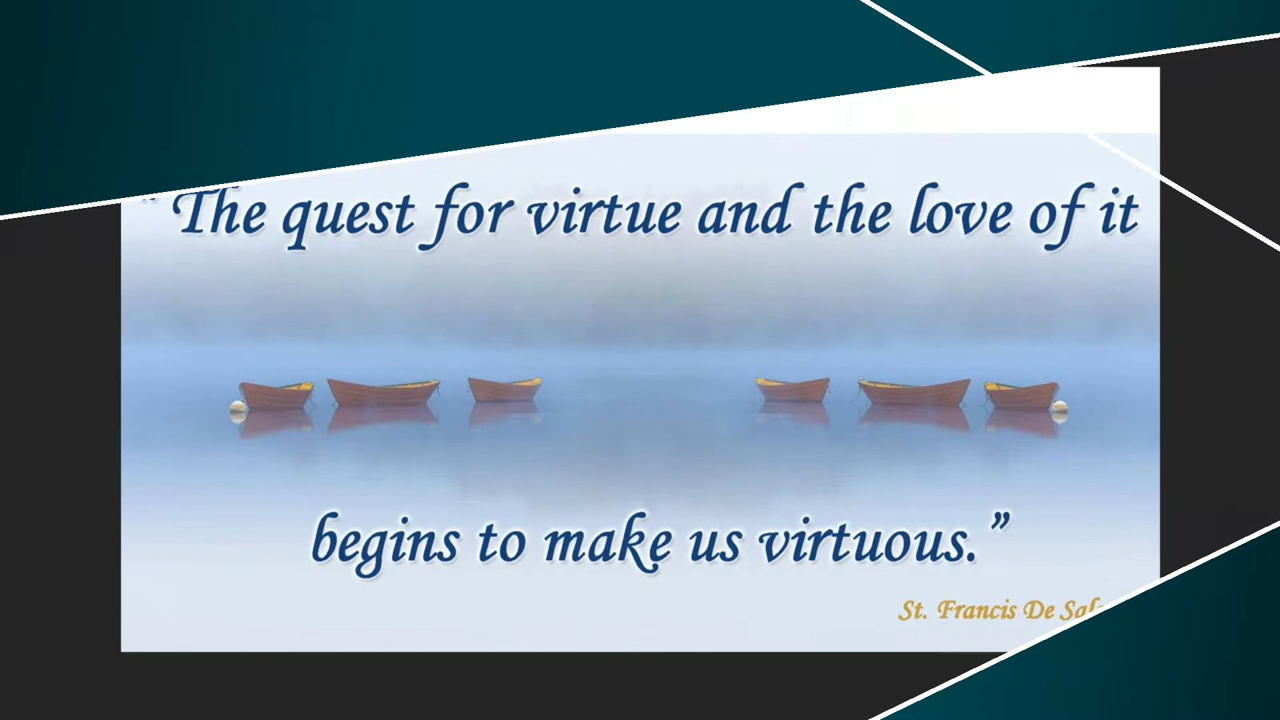 "The quest for virtue and the love of it
begins to make us virtuous."
St. Francis De